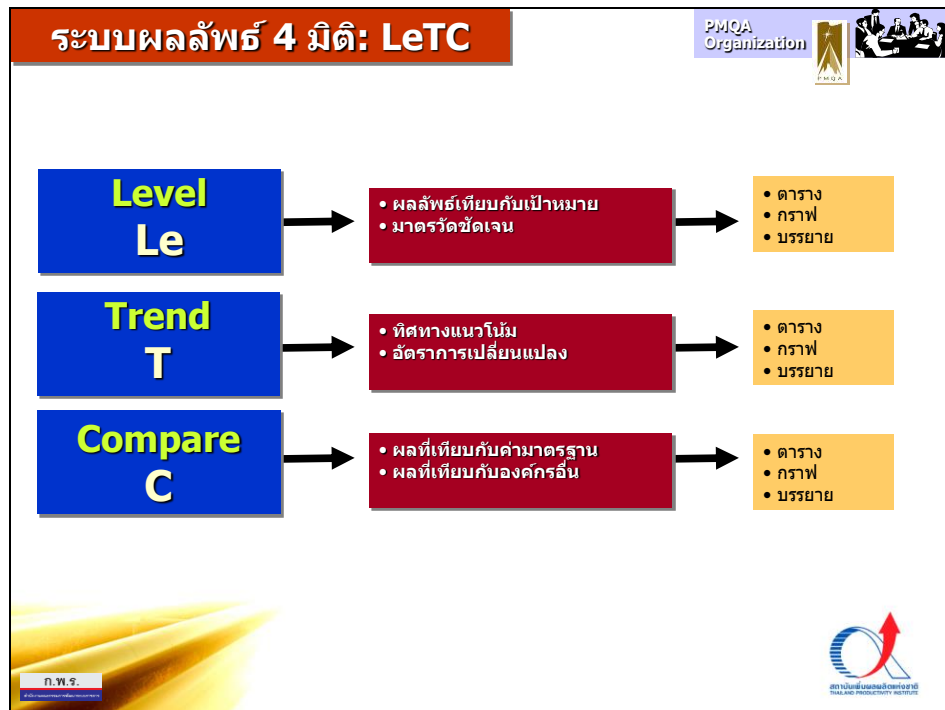 ระบบผลลัพธ์ 4 มิติ: LeTC
PMQA
Organization
PMQA
Level
Le
• ผลลัพธ์เทียบกับเป้าหมาย
• มาตรวัดชัดเจน
• ตาราง
• กราฟ
• บรรยาย
Trend
T
• ทิศทางแนวโน้ม
• อัตราการเปลี่ยนแปลง
• ตาราง
• กราฟ
• บรรยาย
Compare
C
• ผลที่เทียบกับค่ามาตรฐาน
• ผลที่เทียบกับองค์กรอื่น
• ตาราง
• กราฟ
• บรรยาย
ก.พ.ร.
สถาบันเพิ่มผลผลิตแห่งชาติ
THAILAND PRODUCTIVITY INSTITUTE